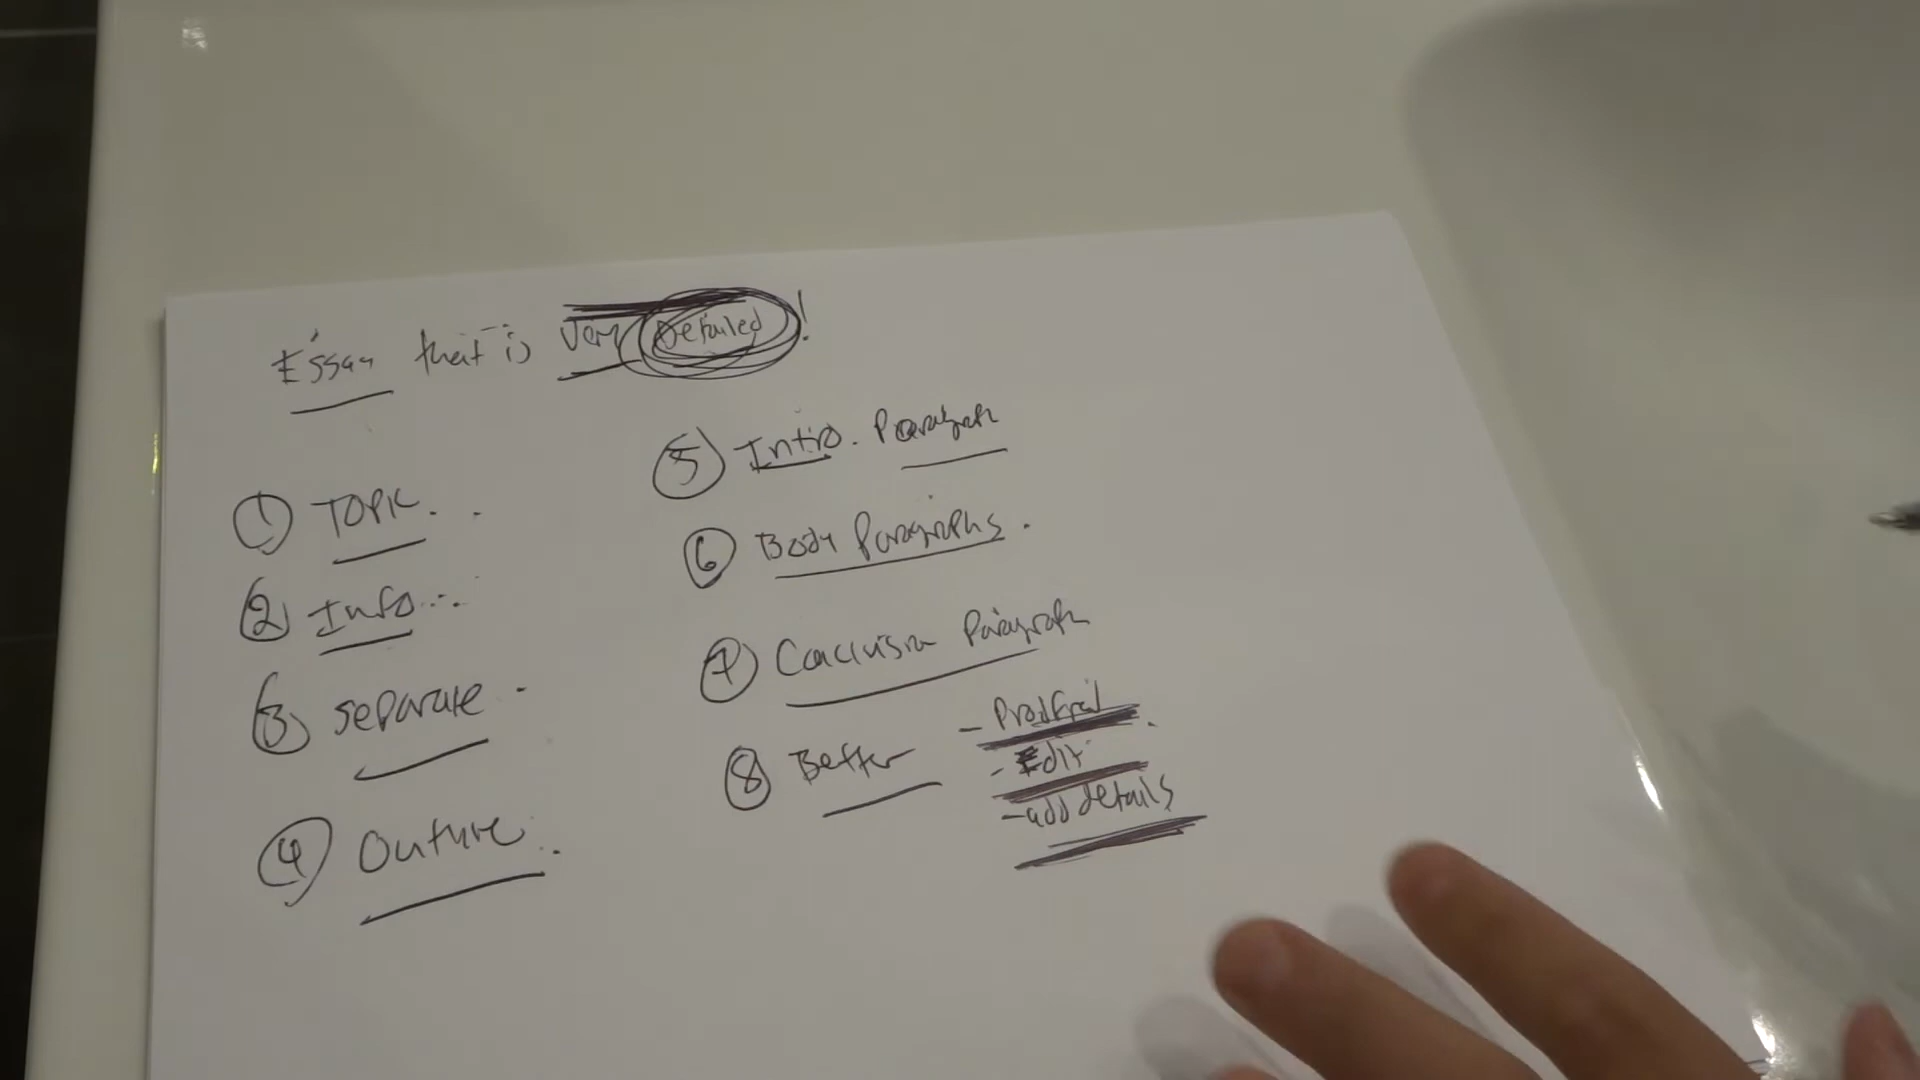 Essay that is very Detailed!
① Topic.
② Info...
③ separate.
④ Outline.
⑤ Intro. Paragraph
⑥ Body Paragraphs.
⑦ Conclusion Paragraph
⑧ Better
- Proofread.
- Edit
- add details